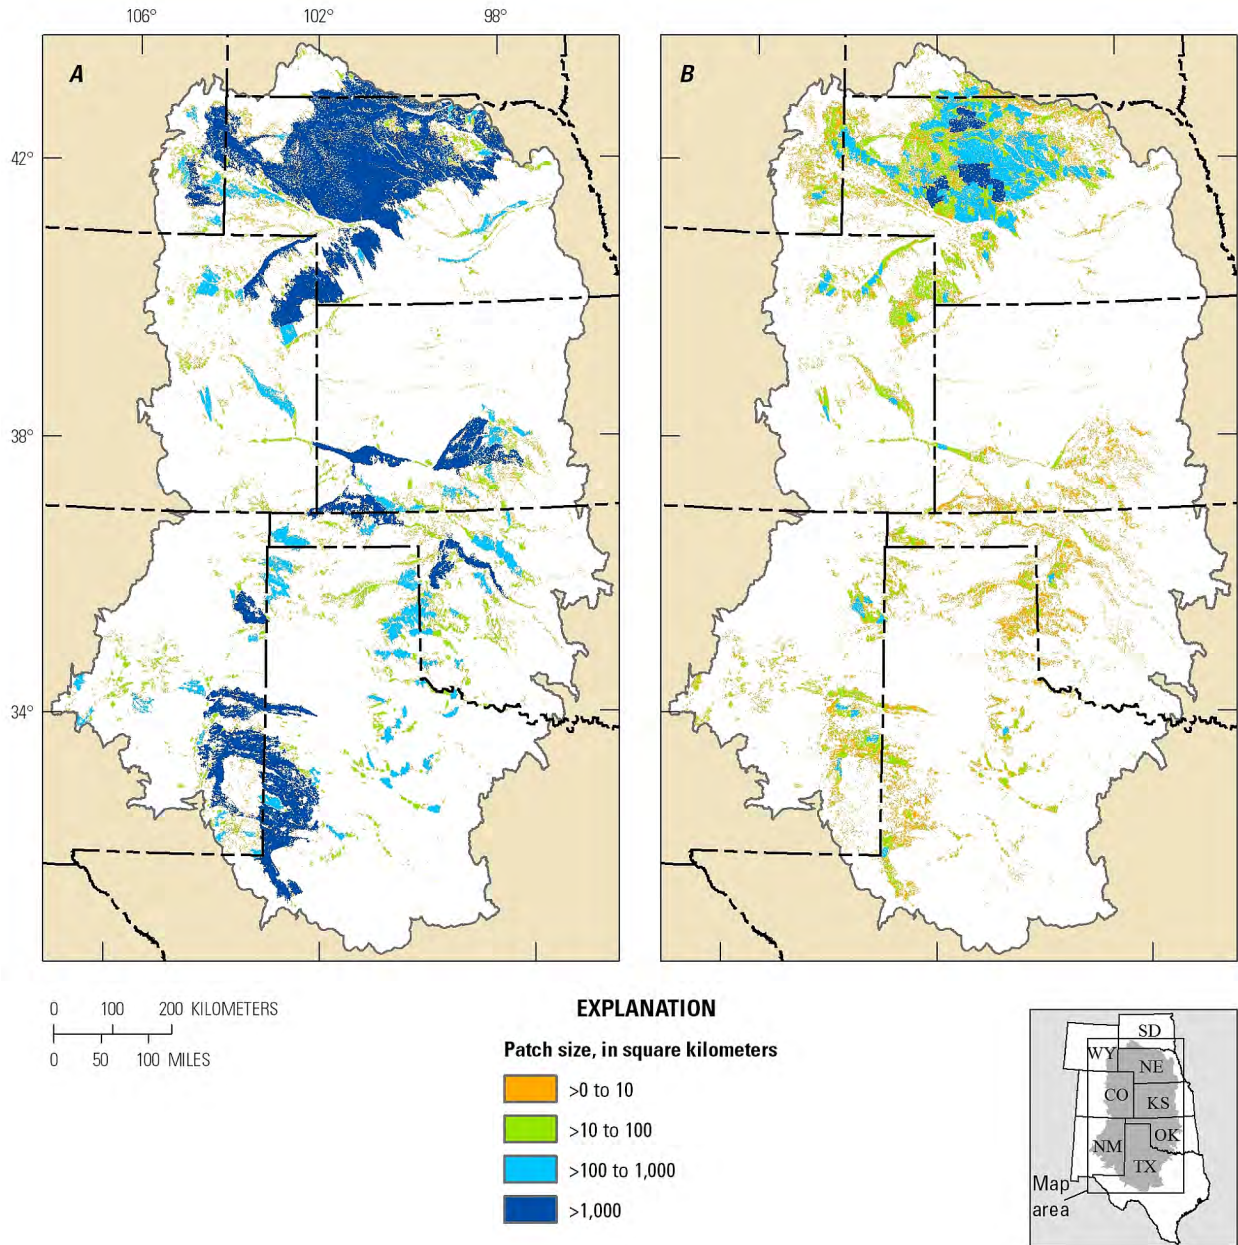 106° 102° 98°
A
B
42°
38°
34°
0 100 200 KILOMETERS
0 50 100 MILES
EXPLANATION
Patch size, in square kilometers
>0 to 10
>10 to 100
>100 to 1,000
>1,000
SD
WY
NE
CO
KS
NM
OK
TX
Map
area